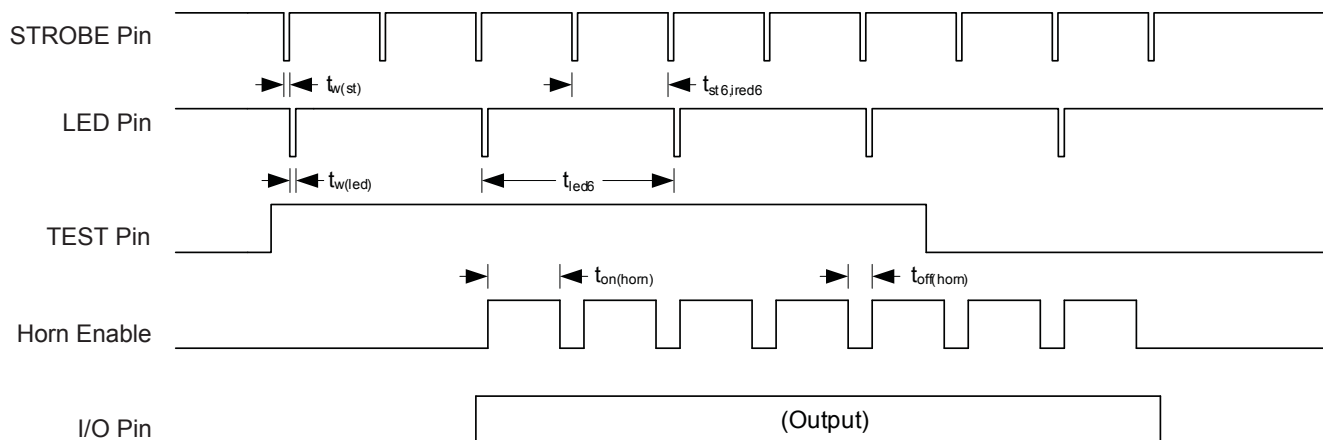 STROBE Pin
tw(st)
tst6,ired6
LED Pin
tw(led)
tled6
TEST Pin
ton(horn)
toff(horn)
Horn Enable
(Output)
I/O Pin